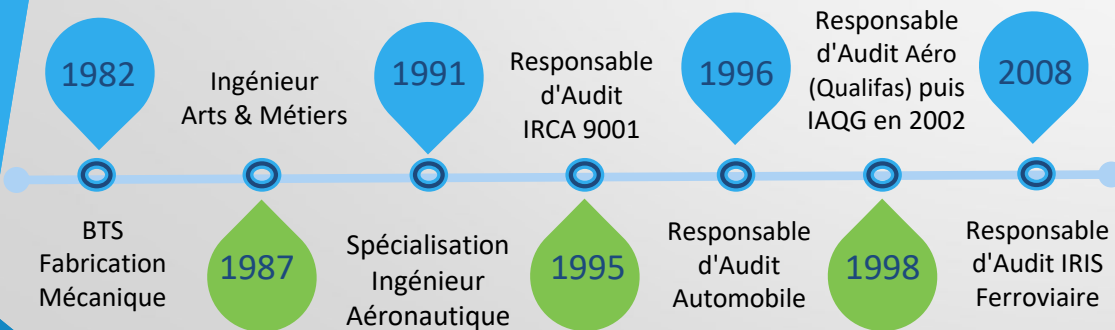 1982
BTS
Fabrication
Mécanique
Ingénieur
Arts & Métiers
1987
1991
Spécialisation
Ingénieur
Aéronautique
Responsable
d'Audit
IRCA 9001
1995
1996
Responsable
d'Audit
Automobile
Responsable
d'Audit Aéro
(Qualifas) puis
IAQG en 2002
1998
2008
Responsable
d'Audit IRIS
Ferroviaire